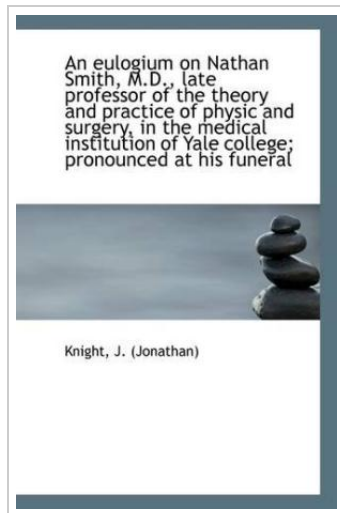 An eulogium on Nathan
Smith, M.D., late
professor of the theory
and practice of physic and
surgery, in the medical
institution of Yale college;
pronounced at his funeral
Knight, J. (Jonathan)